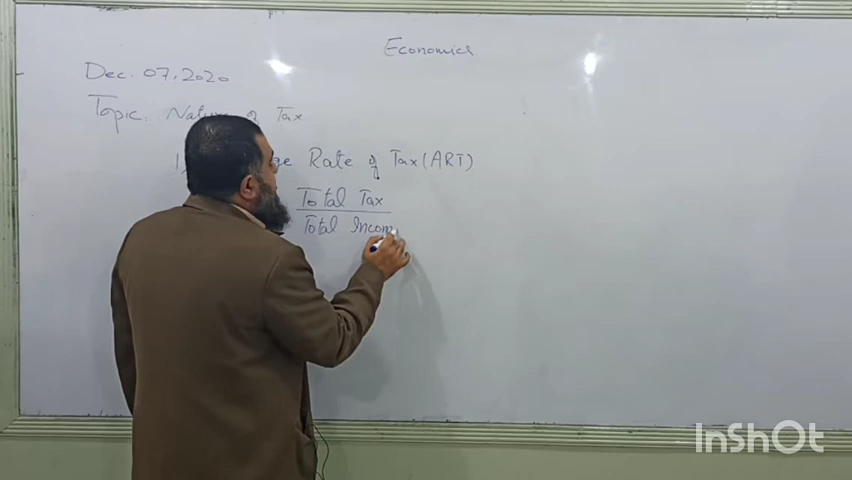 Economics
Dec. 07, 2020
Topic: Nature of Tax
Rate of Tax (ART)
Total Tax
Total Incom
InShOt